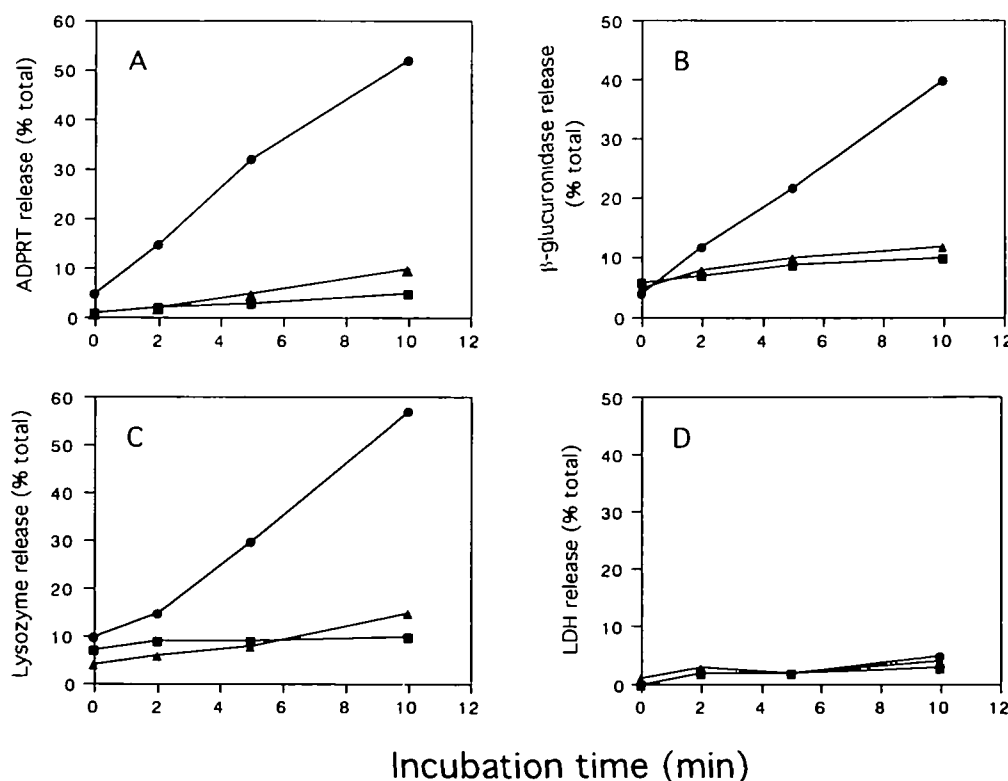 A
ADPRT release (% total)
60
50
40
30
20
10
0
0 2 4 6 8 10 12
B
β-glucuronidase release
(% total)
50
40
30
20
10
0
0 2 4 6 8 10 12
C
Lysozyme release (% total)
60
50
40
30
20
10
0
0 2 4 6 8 10 12
D
LDH release (% total)
50
40
30
20
10
0
0 2 4 6 8 10 12
Incubation time (min)